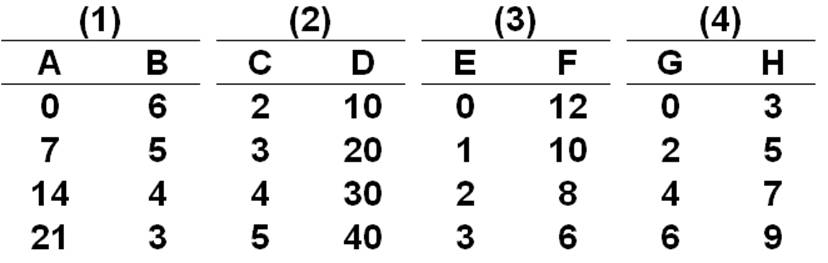 (1) (2) (3) (4)
A B C D E F G H
0 6 2 10 0 12 0 3
7 5 3 20 1 10 2 5
14 4 4 30 2 8 4 7
21 3 5 40 3 6 6 9